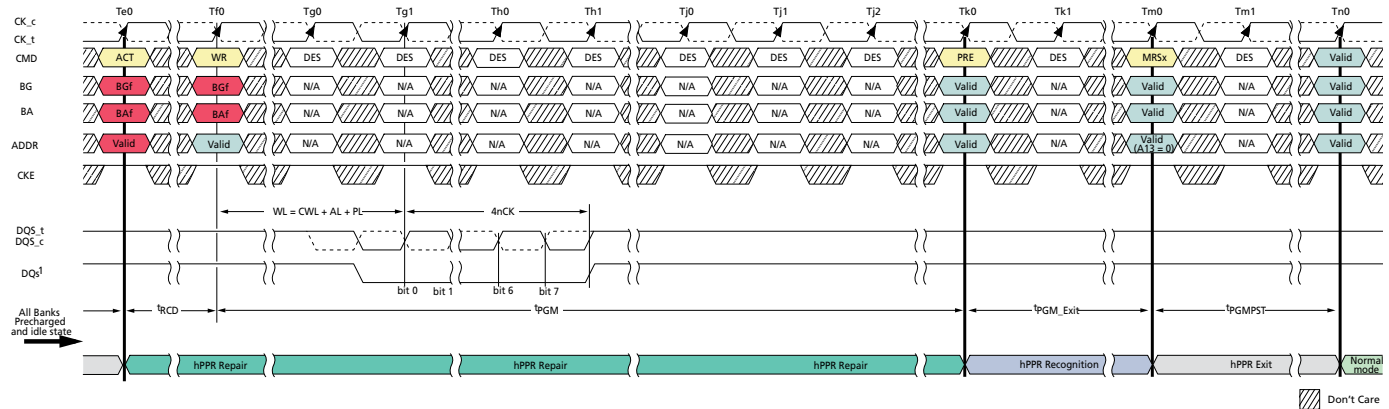 Te0 Tf0 Tg0 Tg1 Th0 Th1 Tj0 Tj1 Tj2 Tk0 Tk1 Tm0 Tm1 Tn0
CK_c
CK_t
CMD ACT WR DES DES DES DES DES DES DES PRE DES MRSx DES Valid
BG BGf BGf N/A N/A N/A N/A N/A N/A N/A Valid N/A Valid N/A Valid
BA BAf BAf N/A N/A N/A N/A N/A N/A N/A Valid N/A Valid N/A Valid
ADDR Valid Valid N/A N/A N/A N/A N/A N/A N/A Valid N/A Valid (A13 = 0) N/A Valid
CKE
WL = CWL + AL + PL 4nCK
DQS_t
DQS_c
DQs1
bit 0 bit 1 bit 6 bit 7
All Banks
Precharged
and idle state
tRCD tPGM tPGM_Exit tPGMPST
hPPR Repair hPPR Repair hPPR Repair hPPR Recognition hPPR Exit Normal
mode
Don't Care